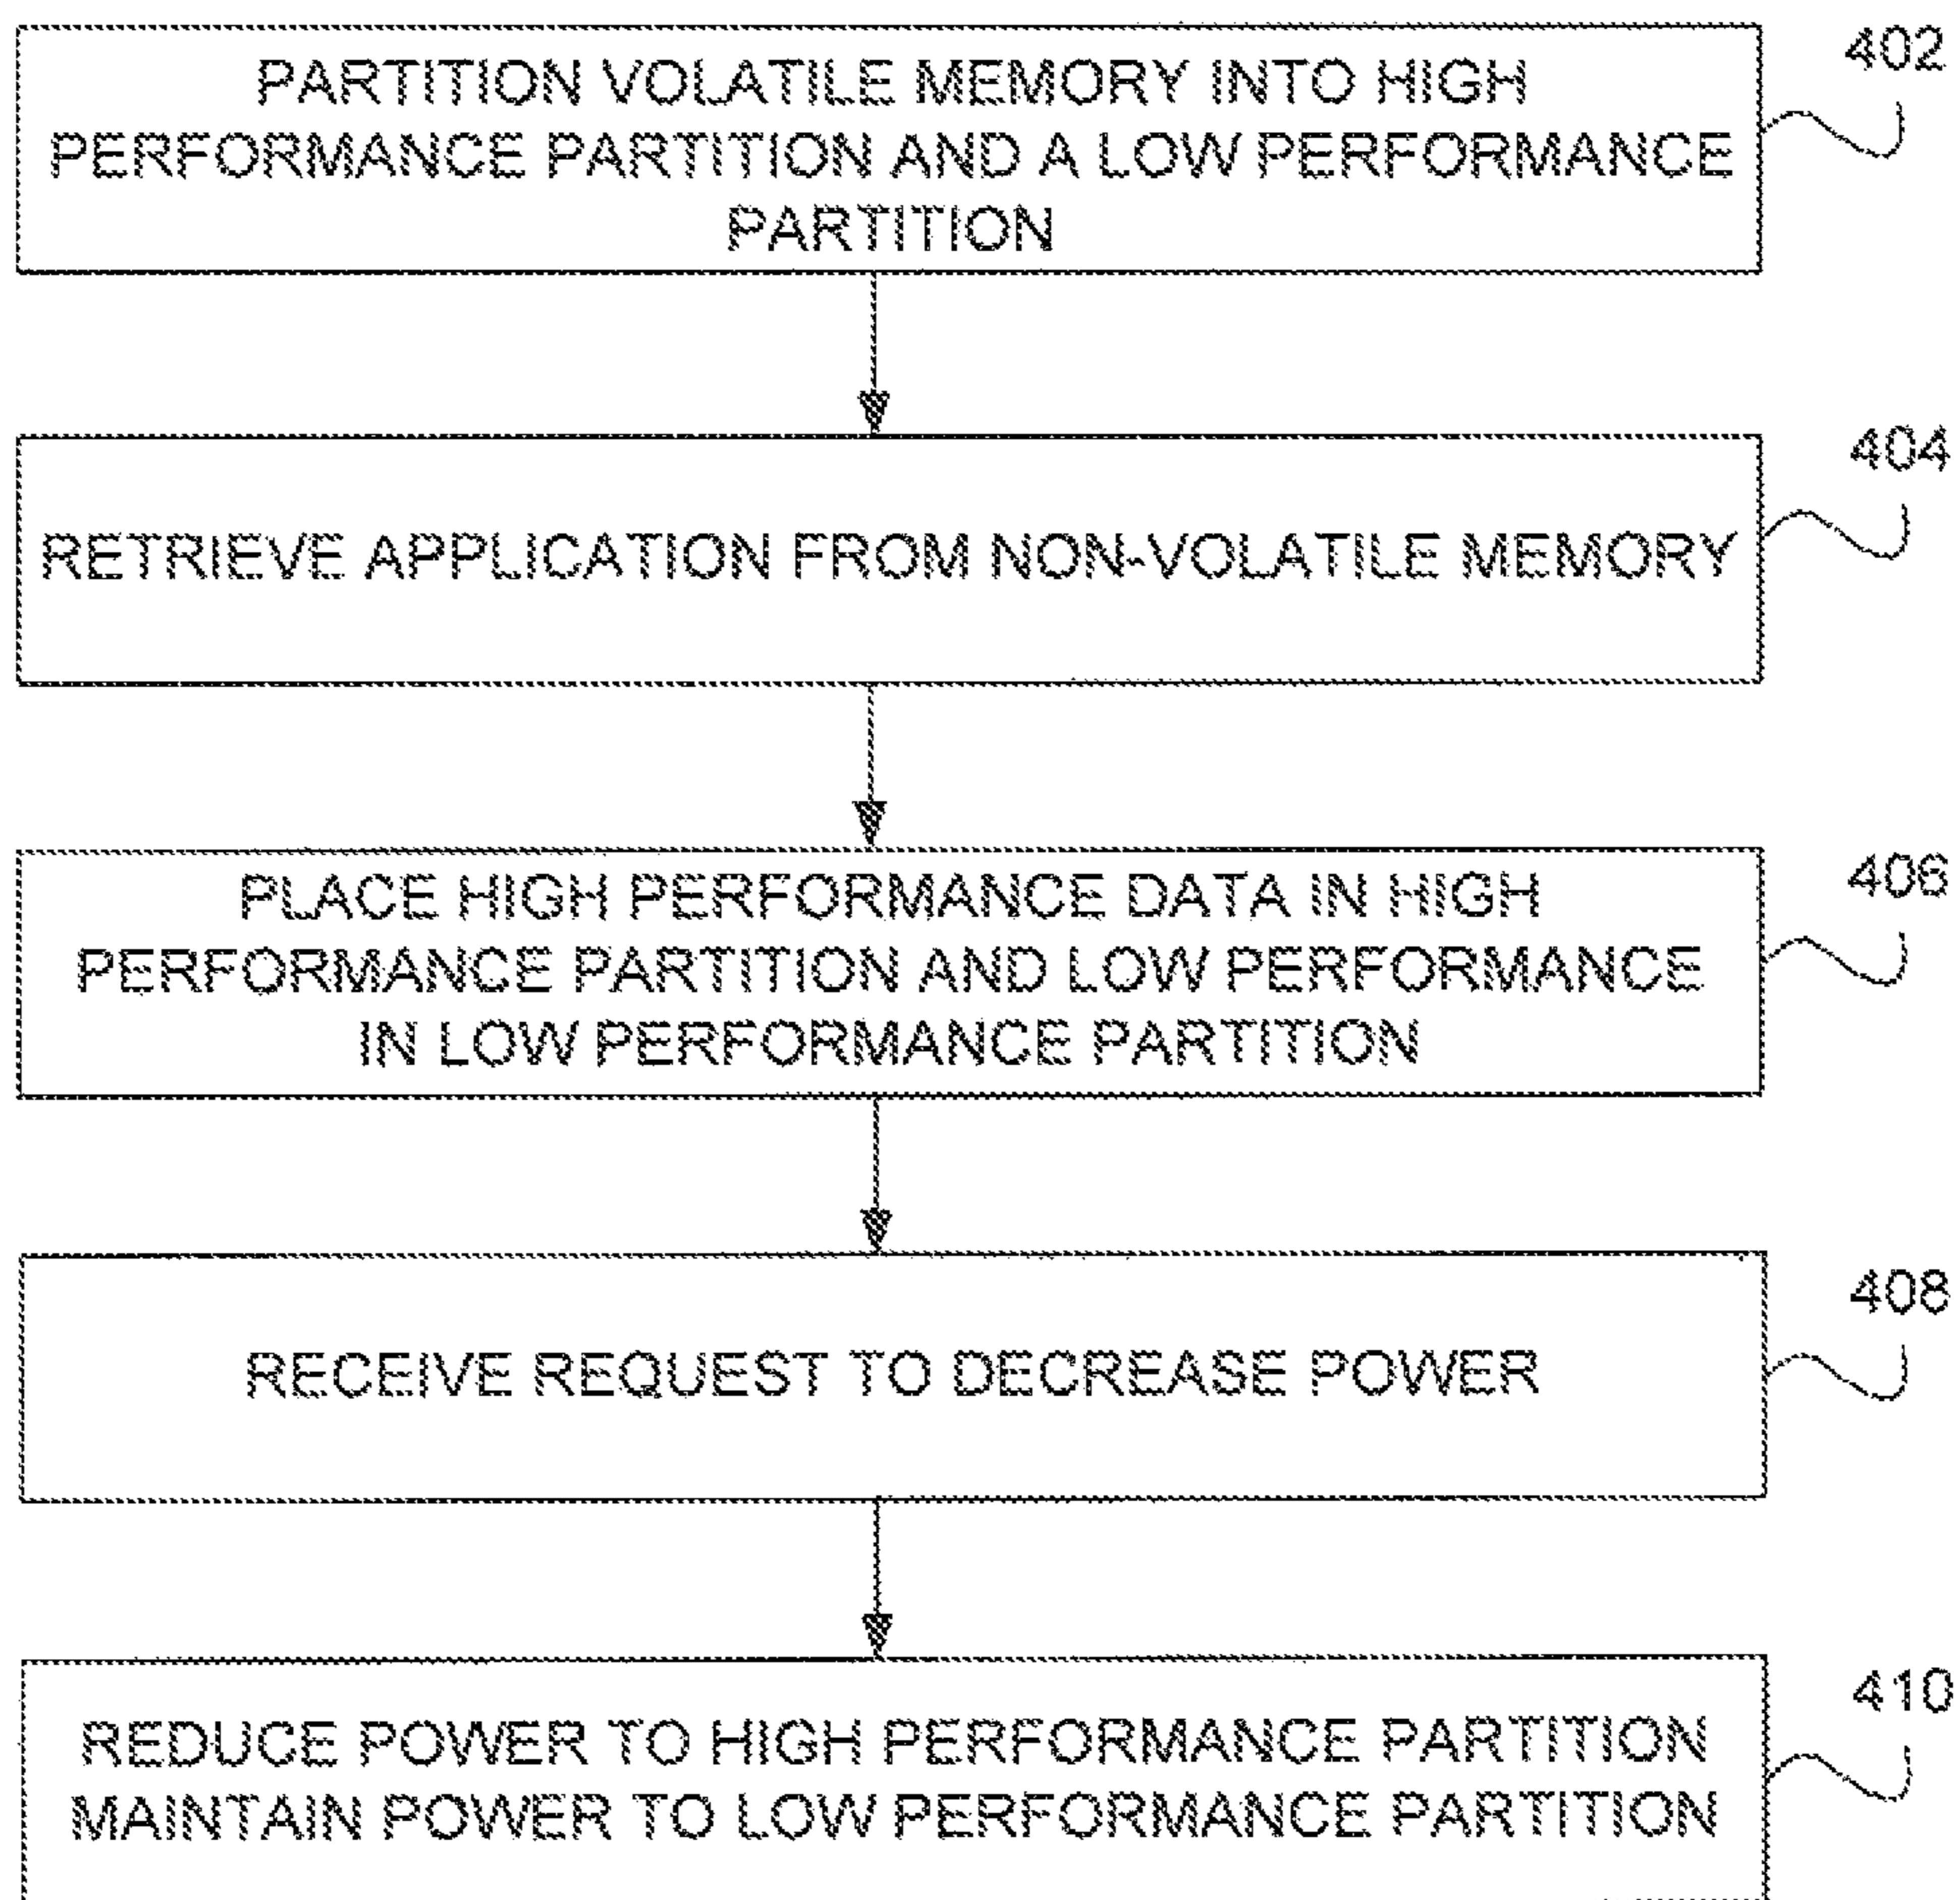 402
PARTITION VOLATILE MEMORY INTO HIGH
PERFORMANCE PARTITION AND A LOW PERFORMANCE
PARTITION
404
RETRIEVE APPLICATION FROM NON-VOLATILE MEMORY
406
PLACE HIGH PERFORMANCE DATA IN HIGH
PERFORMANCE PARTITION AND LOW PERFORMANCE
IN LOW PERFORMANCE PARTITION
408
RECEIVE REQUEST TO DECREASE POWER
410
REDUCE POWER TO HIGH PERFORMANCE PARTITION
MAINTAIN POWER TO LOW PERFORMANCE PARTITION